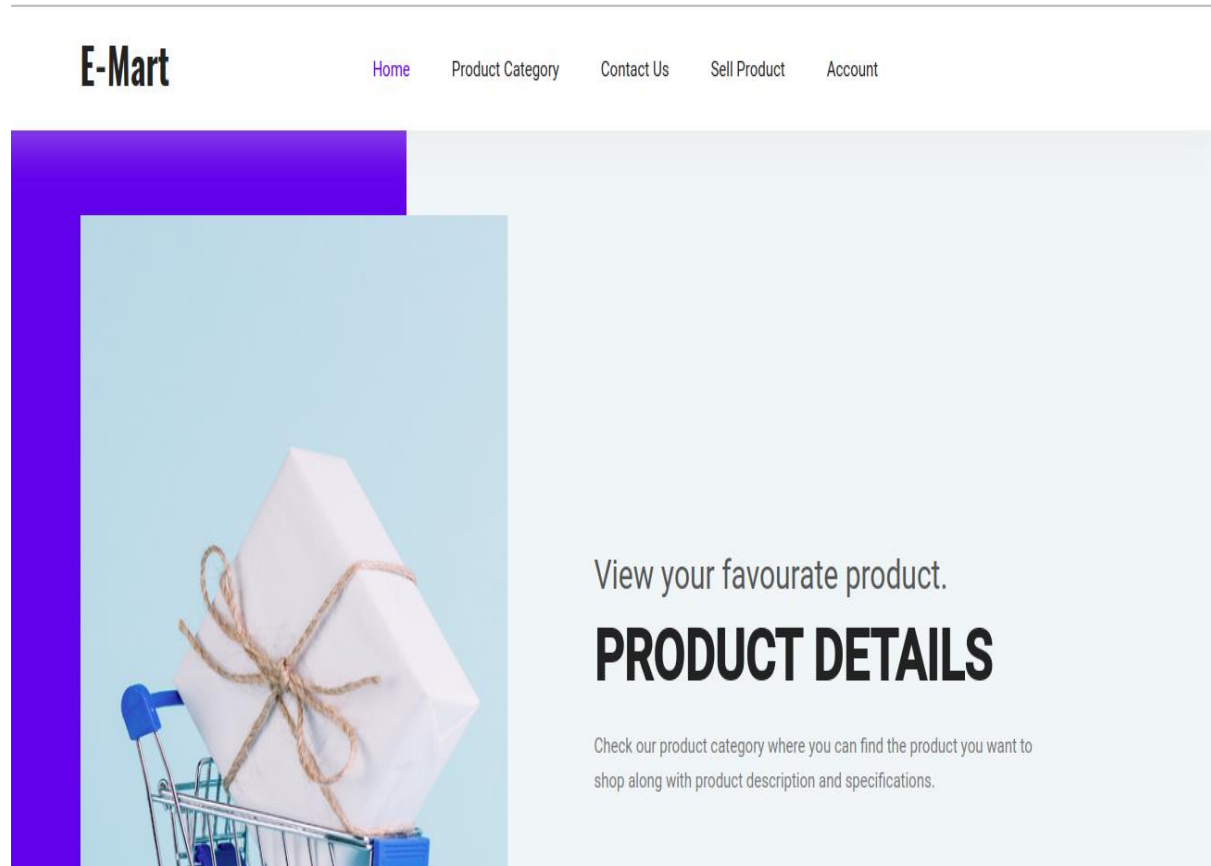 E-Mart
Home Product Category Contact Us Sell Product Account
View your favourate product.
PRODUCT DETAILS
Check our product category where you can find the product you want to
shop along with product description and specifications.